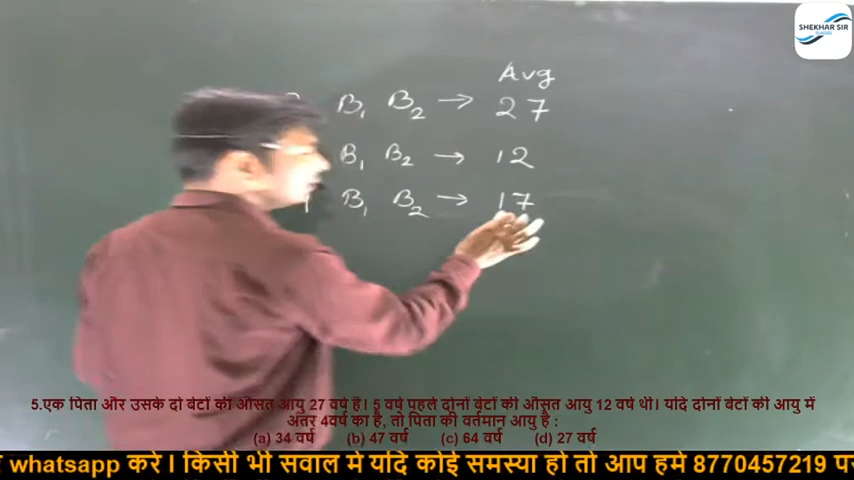 SHEKHAR SIR
CLASSES
Avg
B₁ B₂ → 27
B₁ B₂ → 12
B₁ B₂ → 17
5.एक पिता और उसके दो बेटों की औसत आयु 27 वर्ष है। 5 वर्ष पहले दोनों बेटों की औसत आयु 12 वर्ष थी। यदि दोनों बेटों की आयु में
अंतर 4वर्ष का है, तो पिता की वर्तमान आयु है :
(a) 34 वर्ष (b) 47 वर्ष (c) 64 वर्ष (d) 27 वर्ष
whatsapp करे । किसी भी सवाल मे यदि कोई समस्या हो तो आप हमे 8770457219 पर